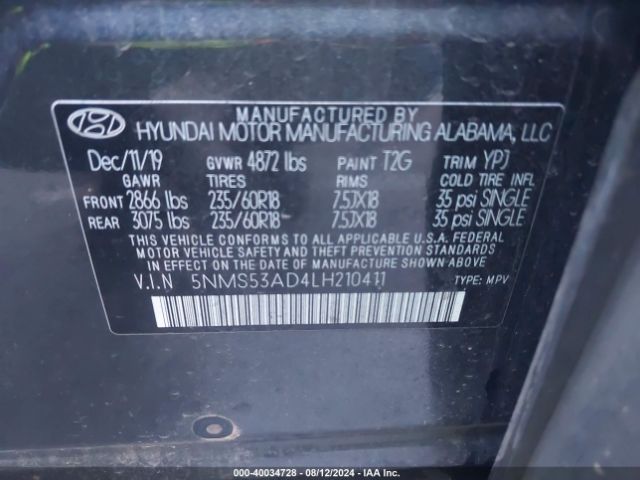 MANUFACTURED BY
HYUNDAI MOTOR MANUFACTURING ALABAMA, LLC
Dec/11/19 GVWR 4872 lbs PAINT T2G TRIM YPJ
GAWR TIRES RIMS COLD TIRE INFL
FRONT 2866 lbs 235/60R18 7.5JX18 35 psi SINGLE
REAR 3075 lbs 235/60R18 7.5JX18 35 psi SINGLE
THIS VEHICLE CONFORMS TO ALL APPLICABLE U.S.A. FEDERAL
MOTOR VEHICLE SAFETY AND THEFT PREVENTION STANDARDS
IN EFFECT ON THE DATE OF MANUFACTURE SHOWN ABOVE.
V.I.N 5NMS53AD4LH210411 TYPE: MPV
000-40034728 - 08/12/2024 - IAA Inc.